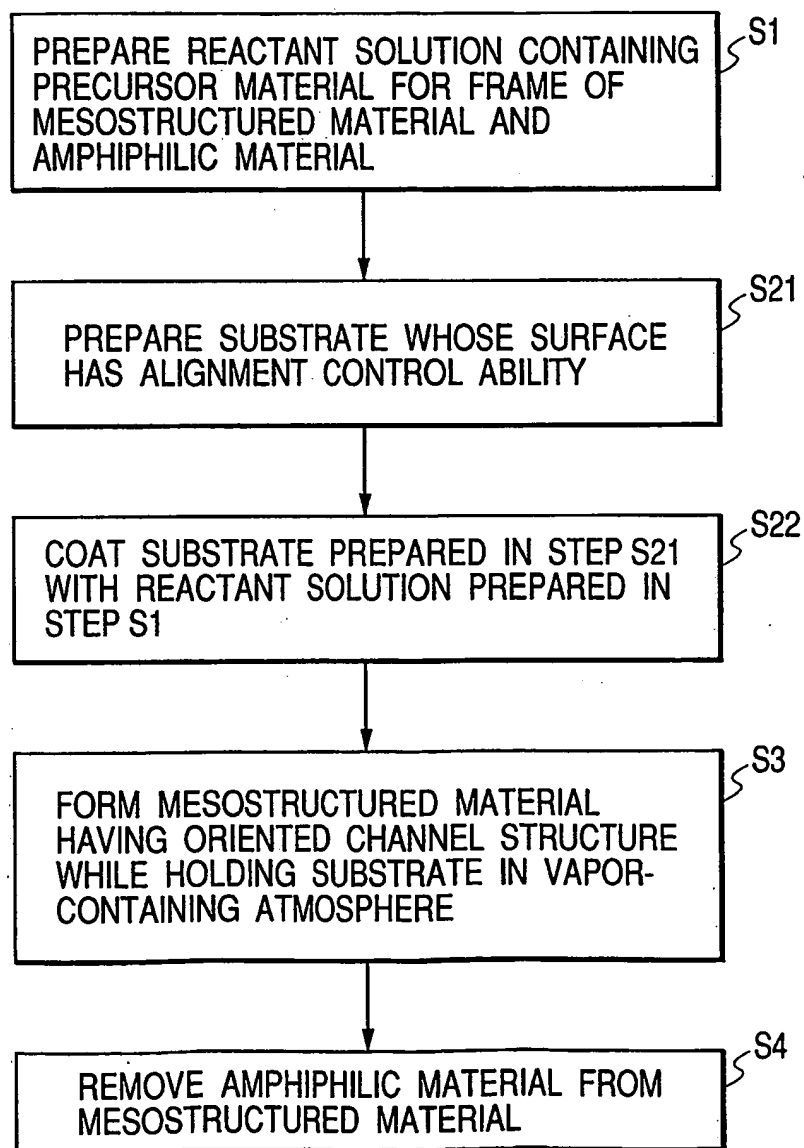 S1
PREPARE REACTANT SOLUTION CONTAINING
PRECURSOR MATERIAL FOR FRAME OF
MESOSTRUCTURED MATERIAL AND
AMPHIPHILIC MATERIAL
S21
PREPARE SUBSTRATE WHOSE SURFACE
HAS ALIGNMENT CONTROL ABILITY
S22
COAT SUBSTRATE PREPARED IN STEP S21
WITH REACTANT SOLUTION PREPARED IN
STEP S1
S3
FORM MESOSTRUCTURED MATERIAL
HAVING ORIENTED CHANNEL STRUCTURE
WHILE HOLDING SUBSTRATE IN VAPOR-
CONTAINING ATMOSPHERE
S4
REMOVE AMPHIPHILIC MATERIAL FROM
MESOSTRUCTURED MATERIAL